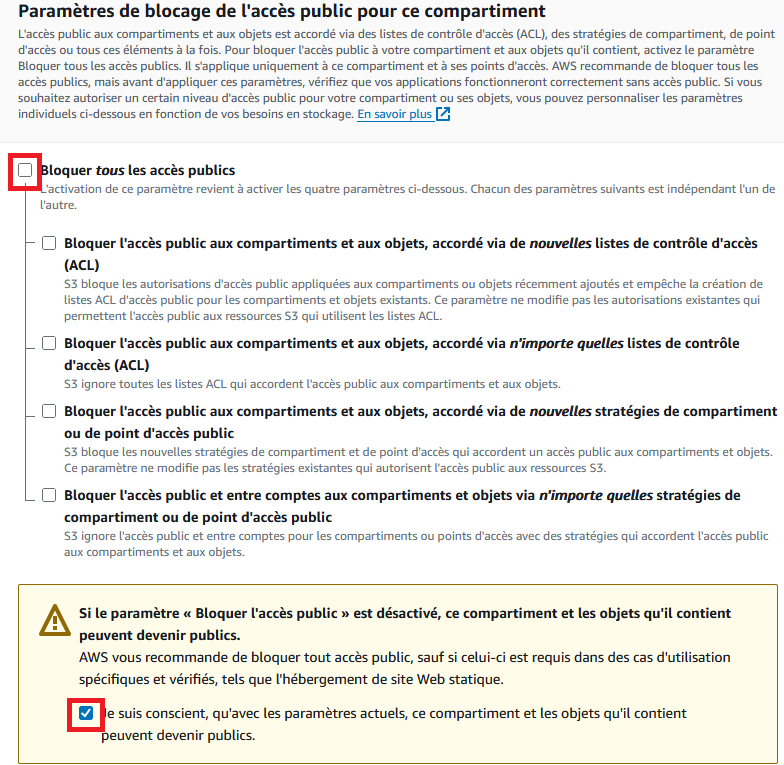 Paramètres de blocage de l'accès public pour ce compartiment
L'accès public aux compartiments et aux objets est accordé via des listes de contrôle d'accès (ACL), des stratégies de compartiment, de point
d'accès ou tous ces éléments à la fois. Pour bloquer l'accès public à votre compartiment et aux objets qu'il contient, activez le paramètre
Bloquer tous les accès publics. Il s'applique uniquement à ce compartiment et à ses points d'accès. AWS recommande de bloquer tous les
accès publics, mais avant d'appliquer ces paramètres, vérifiez que vos applications fonctionneront correctement sans accès public. Si vous
souhaitez autoriser un certain niveau d'accès public pour votre compartiment ou ses objets, vous pouvez personnaliser les paramètres
individuels ci-dessous en fonction de vos besoins en stockage. En savoir plus
Bloquer tous les accès publics
L'activation de ce paramètre revient à activer les quatre paramètres ci-dessous. Chacun des paramètres suivants est indépendant l'un de
l'autre.
Bloquer l'accès public aux compartiments et aux objets, accordé via de nouvelles listes de contrôle d'accès
(ACL)
S3 bloque les autorisations d'accès public appliquées aux compartiments ou objets récemment ajoutés et empêche la création de
listes ACL d'accès public pour les compartiments et objets existants. Ce paramètre ne modifie pas les autorisations existantes qui
permettent l'accès public aux ressources S3 qui utilisent les listes ACL.
Bloquer l'accès public aux compartiments et aux objets, accordé via n'importe quelles listes de contrôle
d'accès (ACL)
S3 ignore toutes les listes ACL qui accordent l'accès public aux compartiments et aux objets.
Bloquer l'accès public aux compartiments et aux objets, accordé via de nouvelles stratégies de compartiment
ou de point d'accès public
S3 bloque les nouvelles stratégies de compartiment et de point d'accès qui accordent un accès public aux compartiments et objets.
Ce paramètre ne modifie pas les stratégies existantes qui autorisent l'accès public aux ressources S3.
Bloquer l'accès public et entre comptes aux compartiments et objets via n'importe quelles stratégies de
compartiment ou de point d'accès public
S3 ignore l'accès public et entre comptes pour les compartiments ou points d'accès avec des stratégies qui accordent l'accès public
aux compartiments et aux objets.
Si le paramètre « Bloquer l'accès public » est désactivé, ce compartiment et les objets qu'il contient
peuvent devenir publics.
AWS vous recommande de bloquer tout accès public, sauf si celui-ci est requis dans des cas d'utilisation
spécifiques et vérifiés, tels que l'hébergement de site Web statique.
Je suis conscient, qu'avec les paramètres actuels, ce compartiment et les objets qu'il contient
peuvent devenir publics.